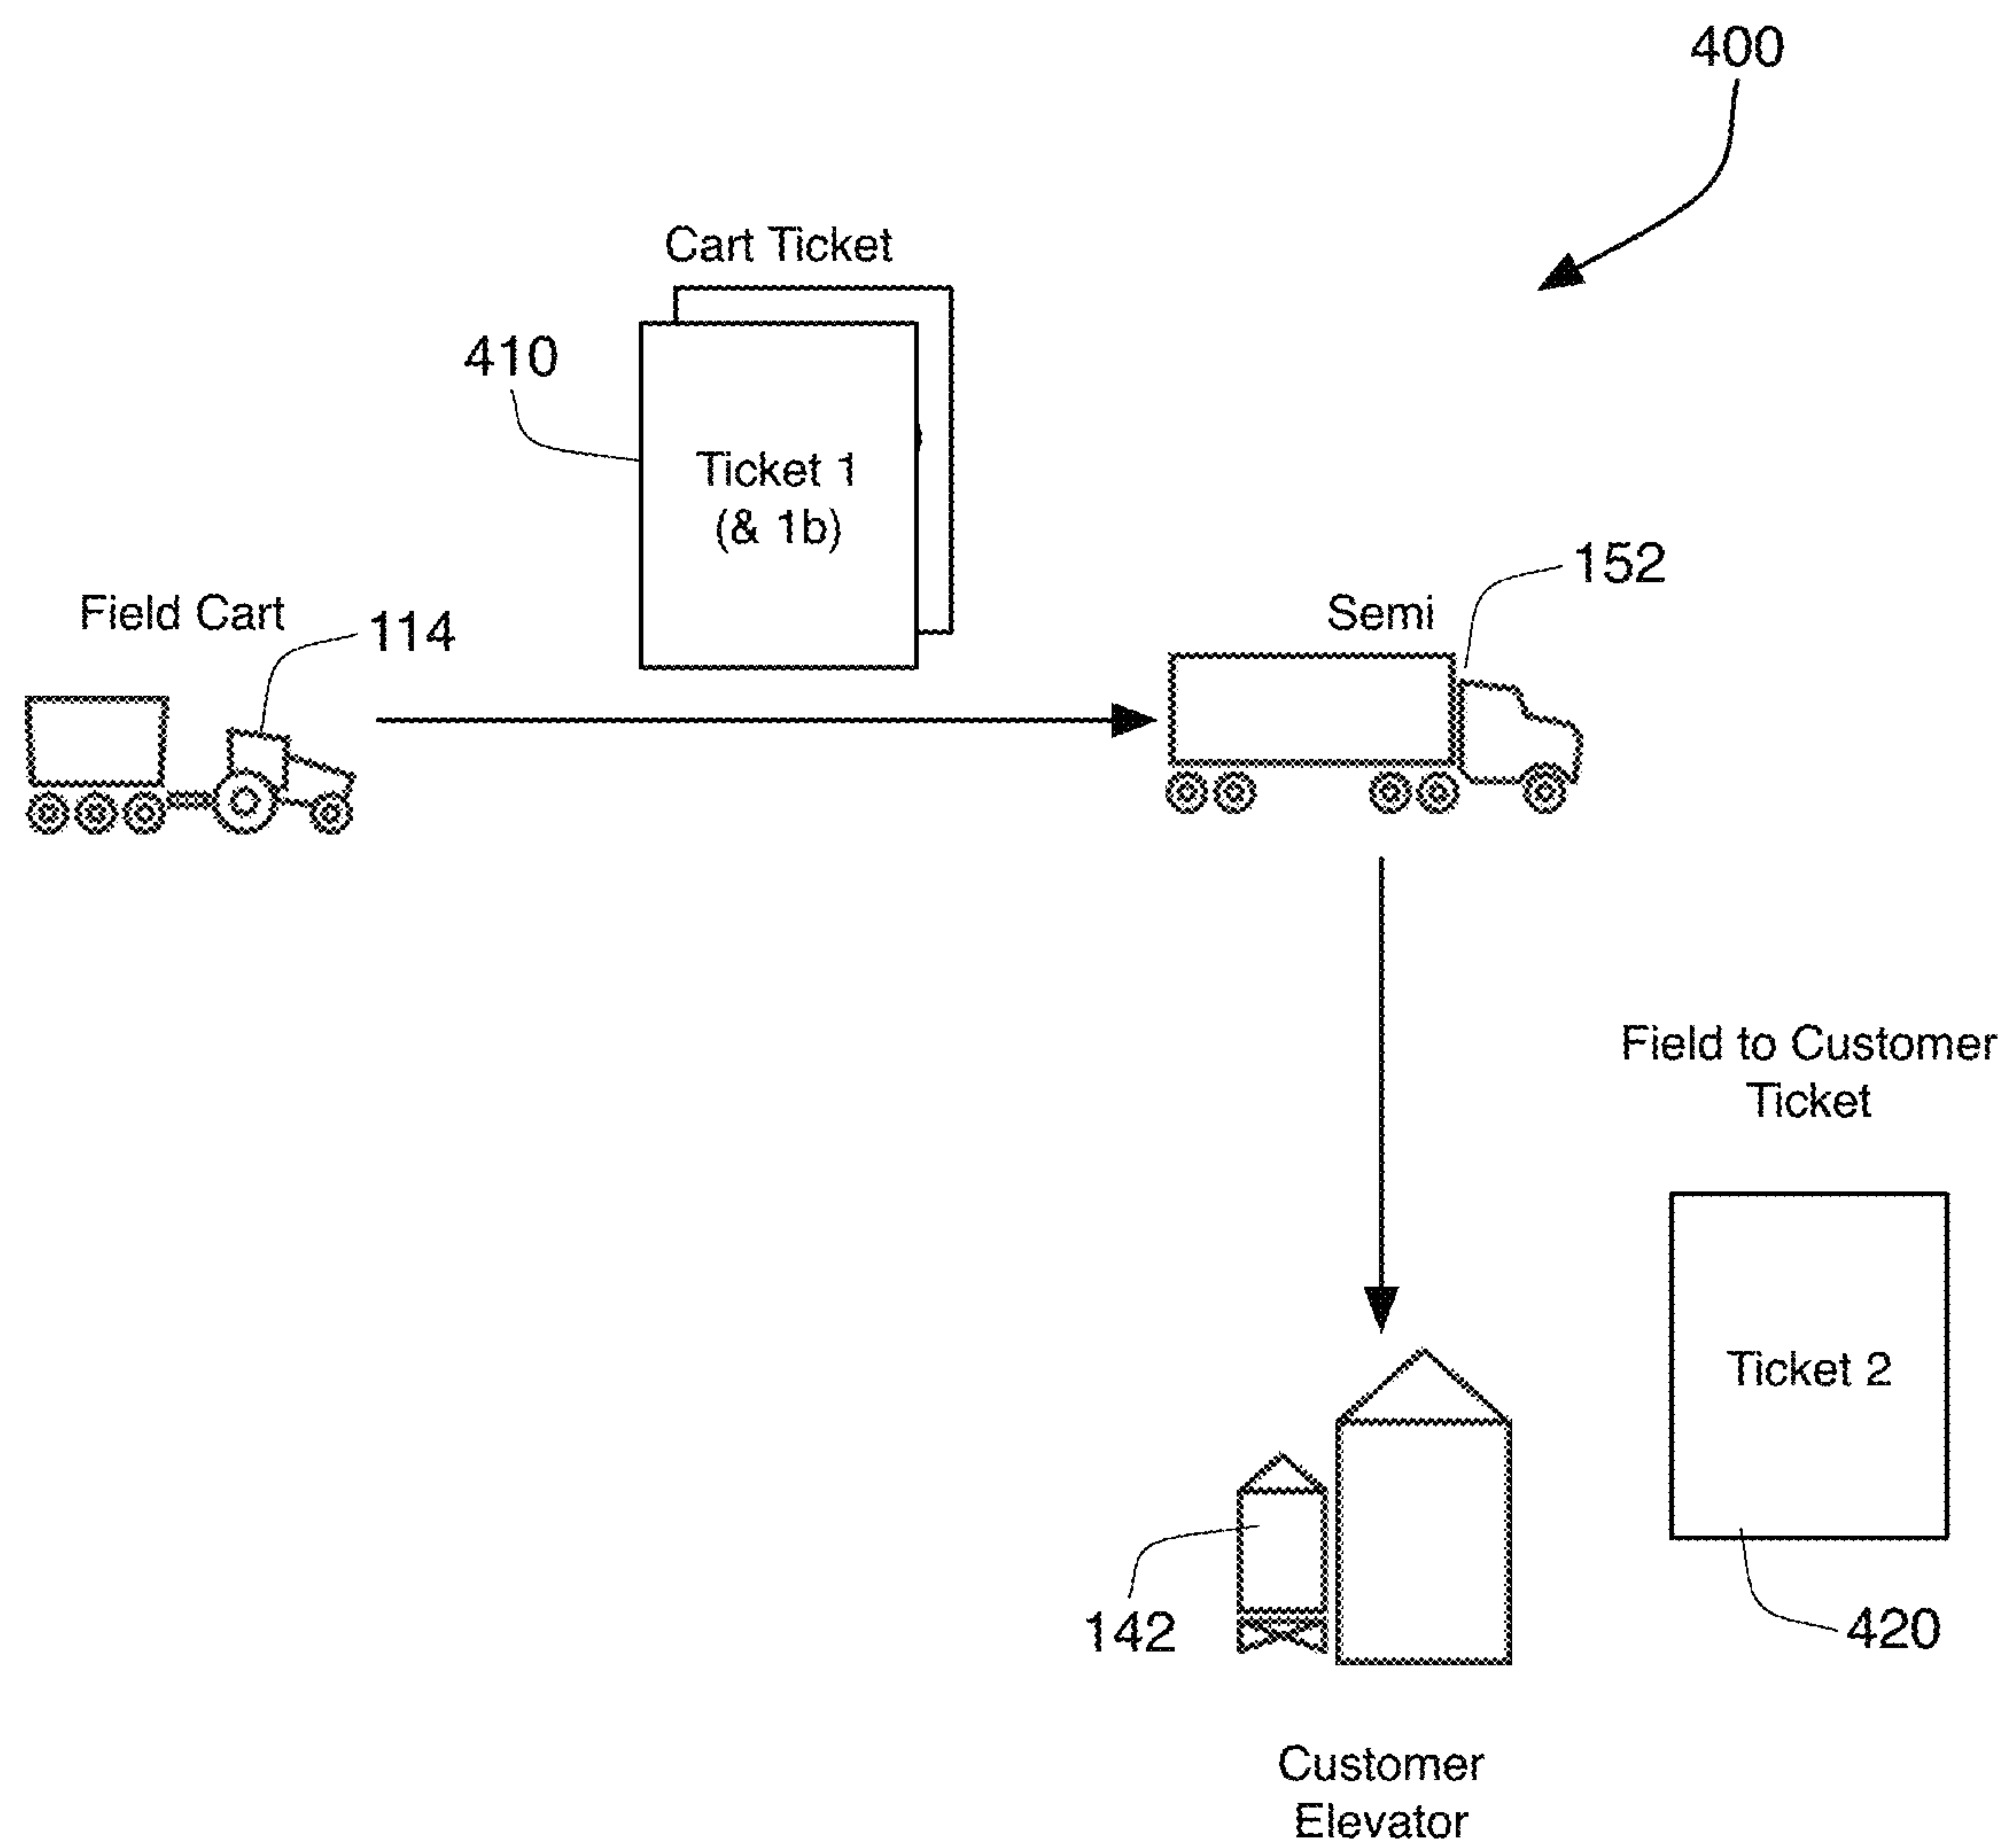 400
Cart Ticket
410
Ticket 1
(& 1b)
152
Field Cart
114
Semi
Field to Customer
Ticket
Ticket 2
142
420
Customer
Elevator